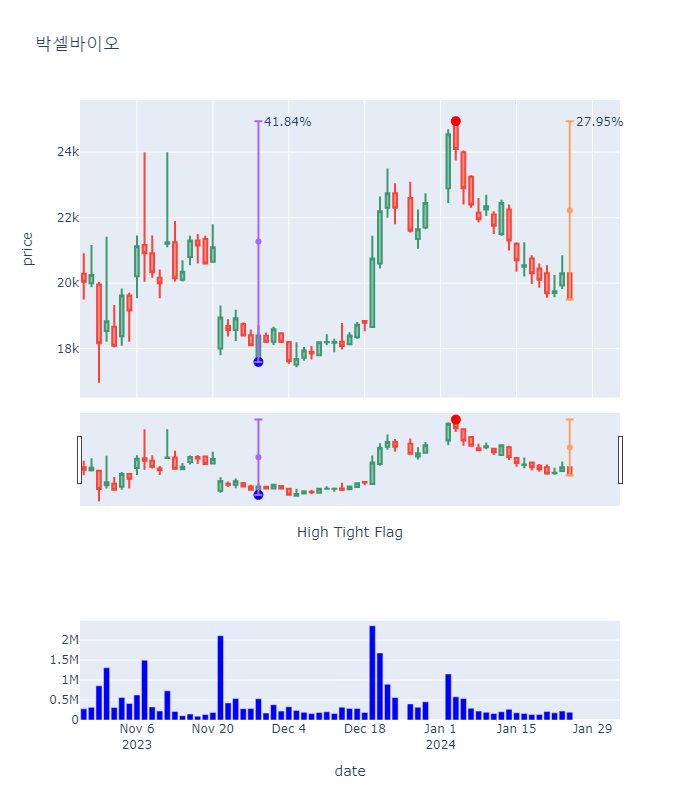 박셀바이오
41.84%
27.95%
24k
22k
20k
18k
price
High Tight Flag
2M
1.5M
1M
0.5M
0
Nov 6
2023
Nov 20
Dec 4
Dec 18
Jan 1
2024
Jan 15
Jan 29
date